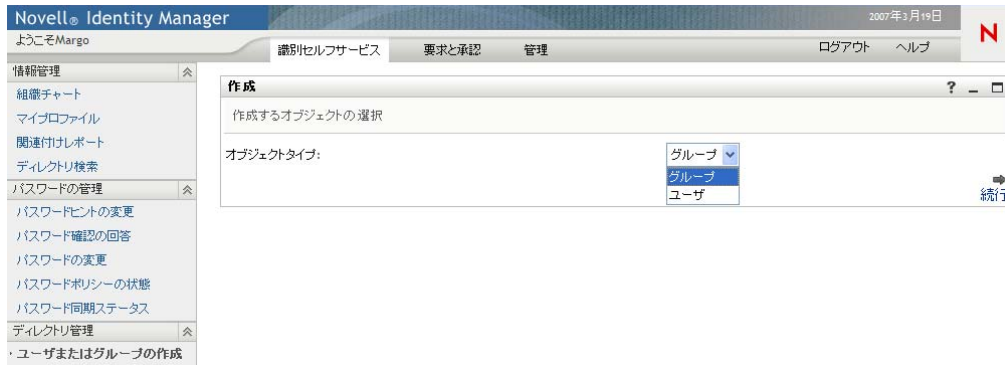 Novell® Identity Manager
2007年3月19日
ようこそMargo
識別セルフサービス 要求と承認 管理 ログアウト ヘルプ
N
情報管理
組織チャート
マイプロファイル
関連付けレポート
ディレクトリ検索
パスワードの管理
パスワードヒントの変更
パスワード確認の回答
パスワードの変更
パスワードポリシーの状態
パスワード同期ステータス
ディレクトリ管理
・ユーザまたはグループの作成
作成 ?
作成するオブジェクトの選択
オブジェクトタイプ: グループ
グループ
ユーザ
続行